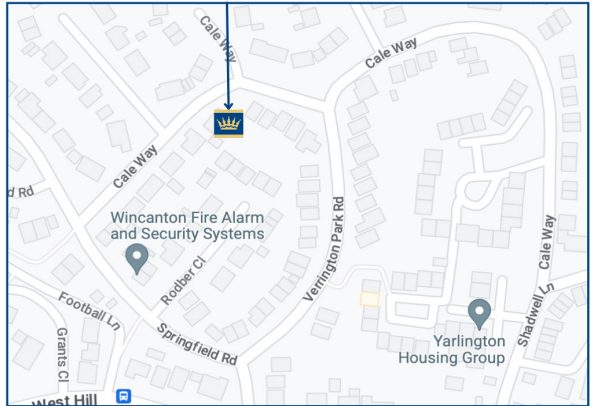 Cale Way
Cale Way
Cale Way
d Rd
Wincanton Fire Alarm
and Security Systems
Verrington Park Rd
Cale Way
Rodber Cl
Football Ln
Springfield Rd
Grants Cl
Shadwell Ln
Yarlington
Housing Group
West Hill